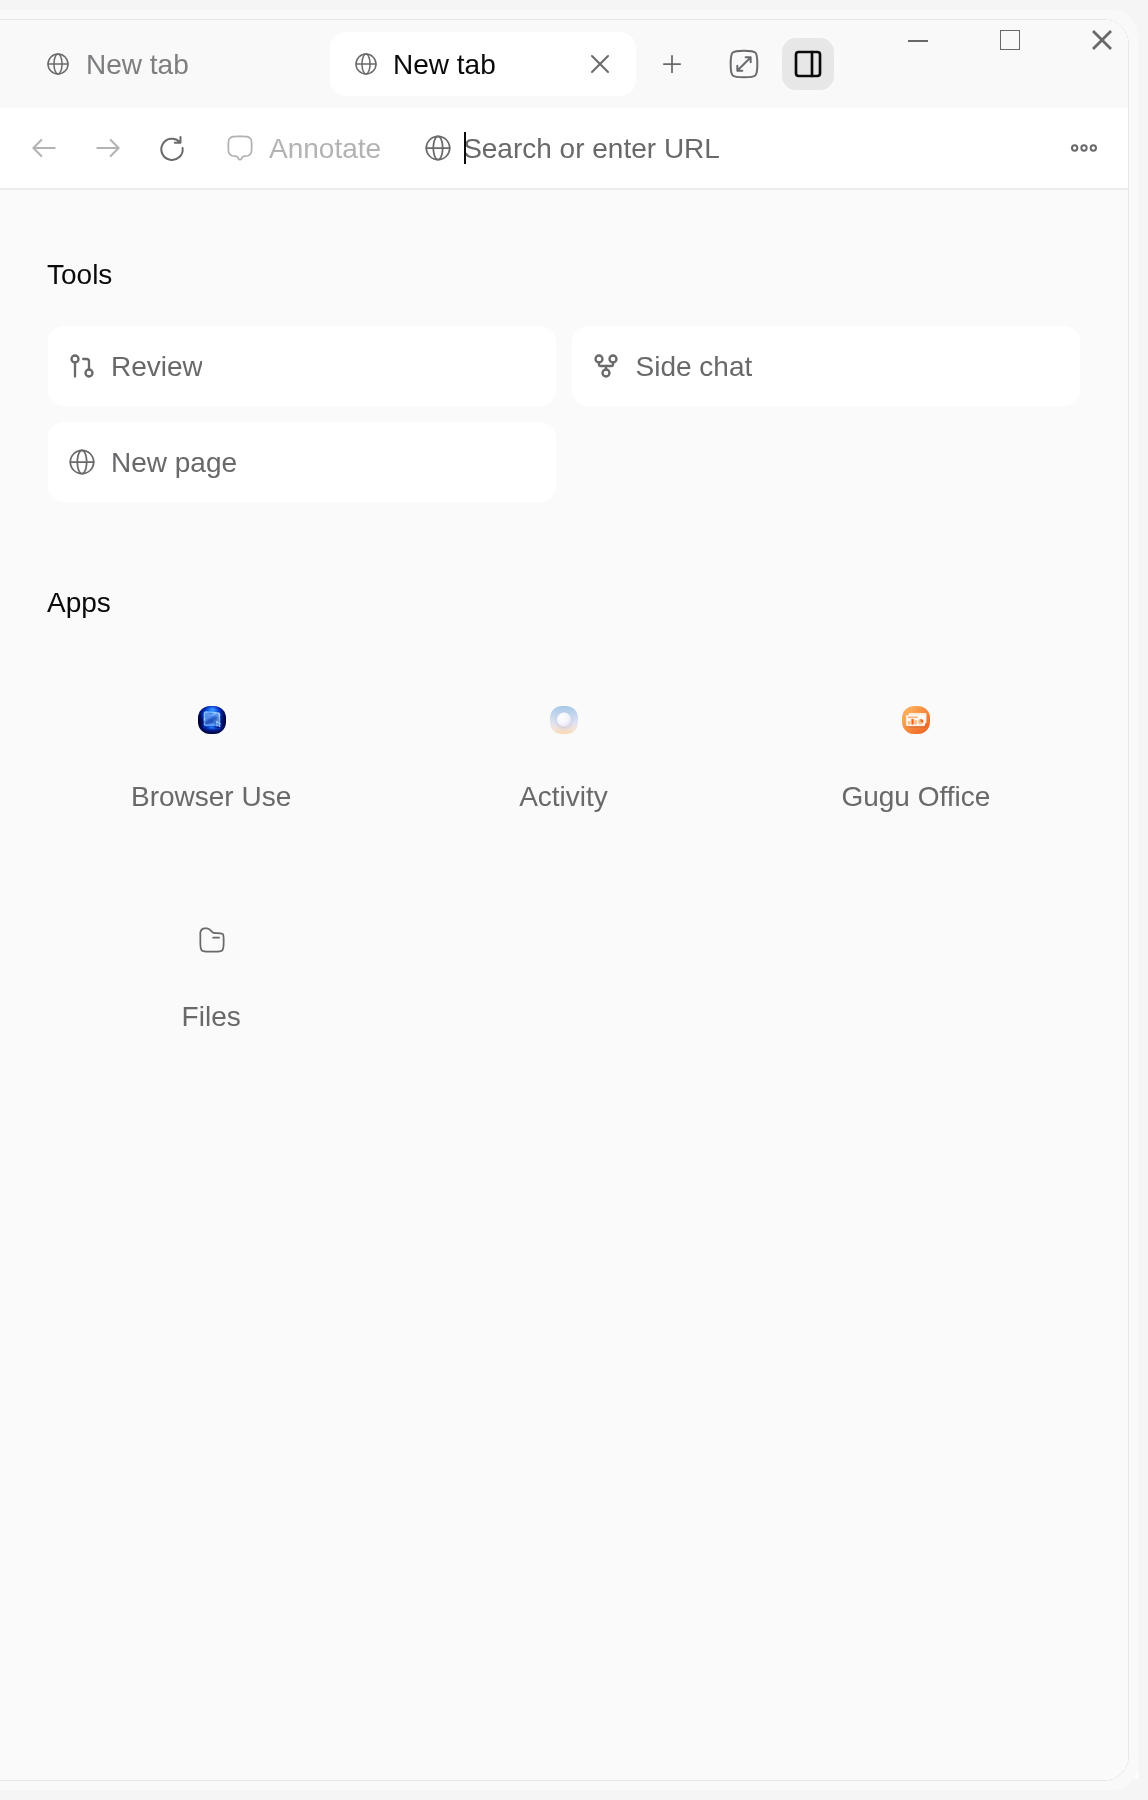 New tab
New tab
Annotate
Search or enter URL
Tools
Review
Side chat
New page
Apps
Browser Use
Activity
Gugu Office
Files